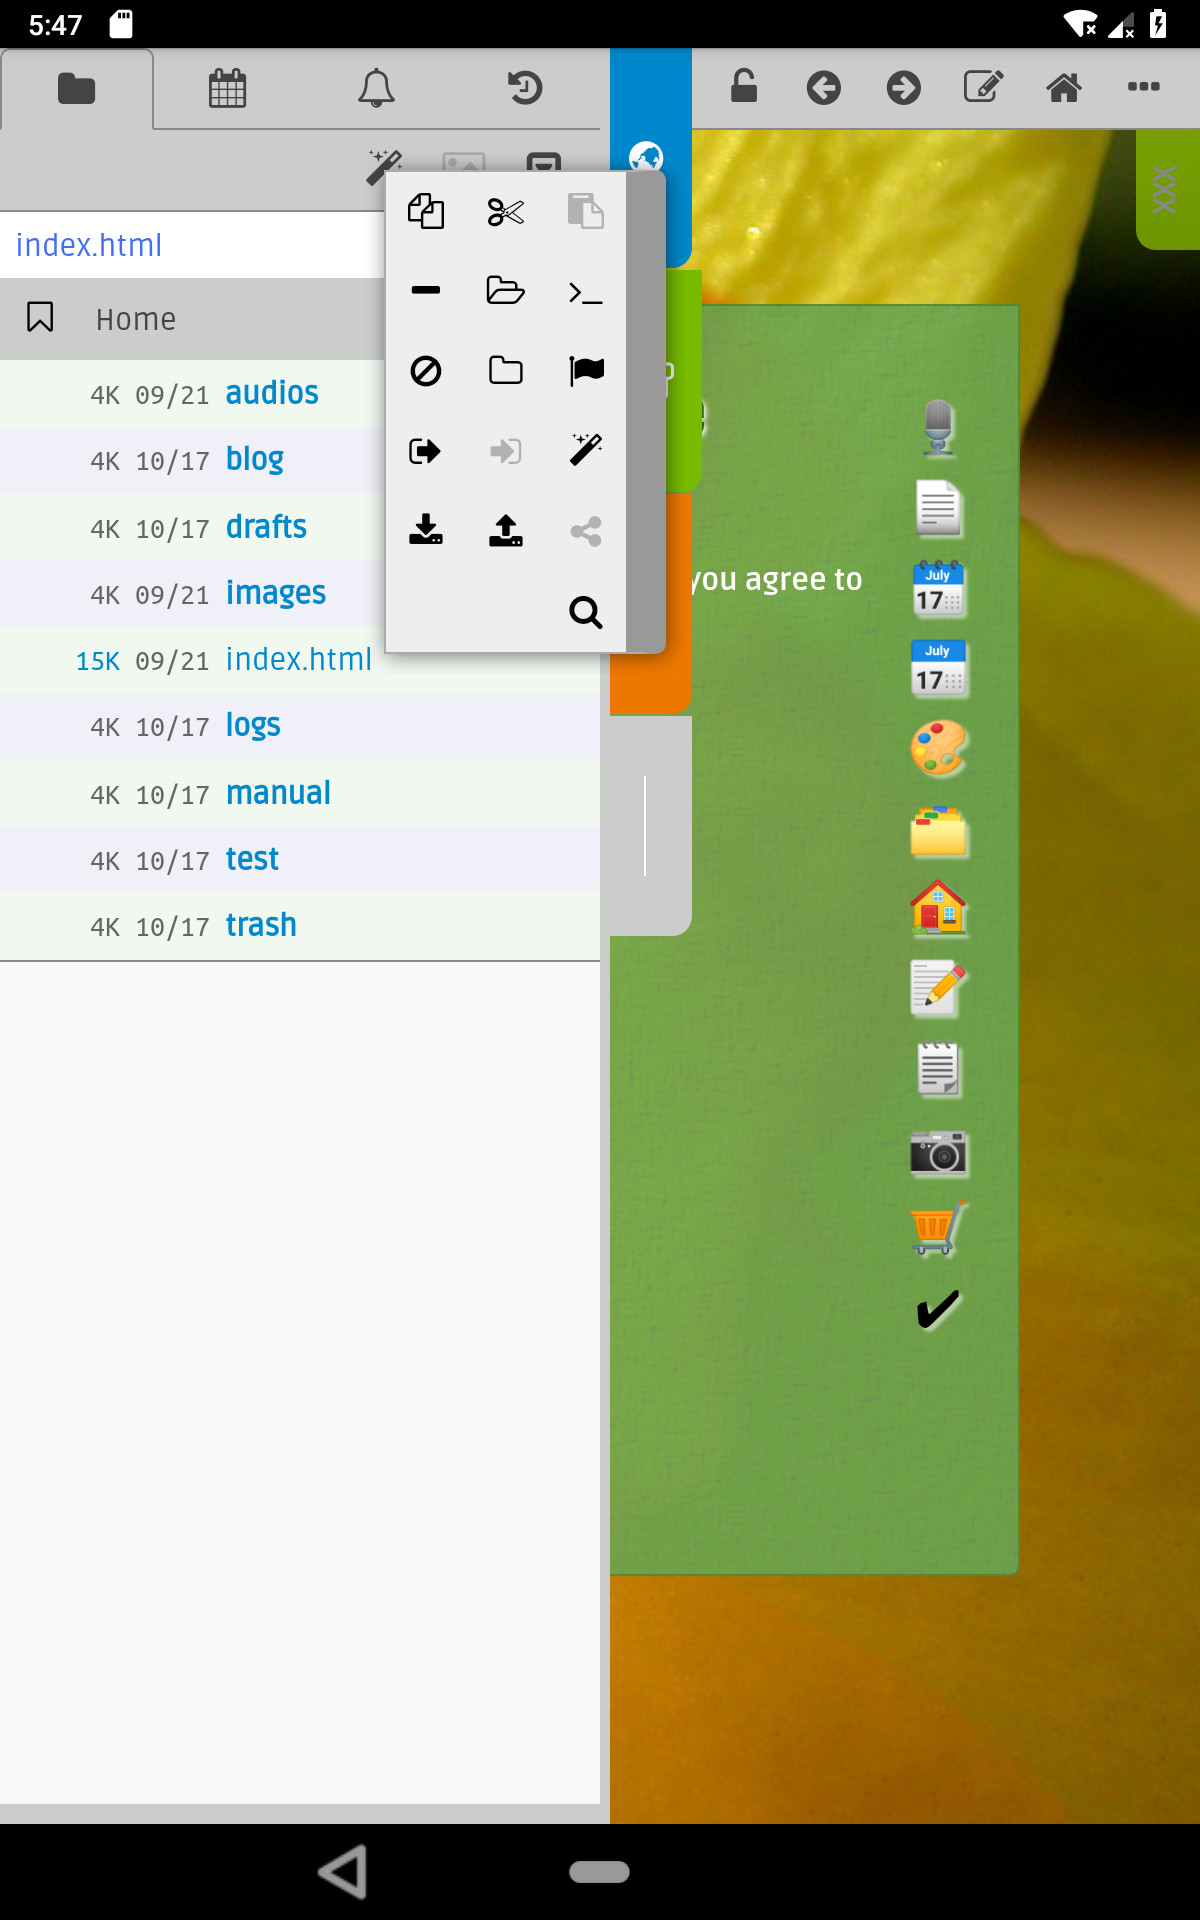 5:47
index.html
Home
4K 09/21 audios
4K 10/17 blog
4K 10/17 drafts
4K 09/21 images
15K 09/21 index.html
4K 10/17 logs
4K 10/17 manual
4K 10/17 test
4K 10/17 trash
you agree to
July
17
July
17